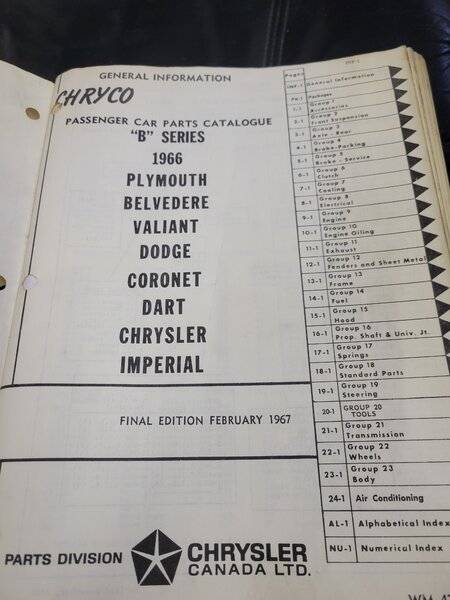 GENERAL INFORMATION
CHRYCO
PASSENGER CAR PARTS CATALOGUE
"B" SERIES
1966
PLYMOUTH
BELVEDERE
VALIANT
DODGE
CORONET
DART
CHRYSLER
IMPERIAL
FINAL EDITION FEBRUARY 1967
PARTS DIVISION
CHRYSLER
CANADA LTD.
INF-1
Pages
INF-1 General Information
PK-1 Packages
1-1 Group 1
Accessories
2-1 Group 2
Front Suspension
3-1 Group 3
Axle - Rear
4-1 Group 4
Brake-Parking
5-1 Group 5
Brake - Service
6-1 Group 6
Clutch
7-1 Group 7
Cooling
8-1 Group 8
Electrical
9-1 Group 9
Engine
10-1 Group 10
Engine Oiling
11-1 Group 11
Exhaust
12-1 Group 12
Fenders and Sheet Metal
13-1 Group 13
Frame
14-1 Group 14
Fuel
15-1 Group 15
Hood
16-1 Group 16
Prop. Shaft & Univ. Jt.
17-1 Group 17
Springs
18-1 Group 18
Standard Parts
19-1 Group 19
Steering
20-1 GROUP 20
TOOLS
21-1 Group 21
Transmission
22-1 Group 22
Wheels
23-1 Group 23
Body
24-1 Air Conditioning
AL-1 Alphabetical Index
NU-1 Numerical Index